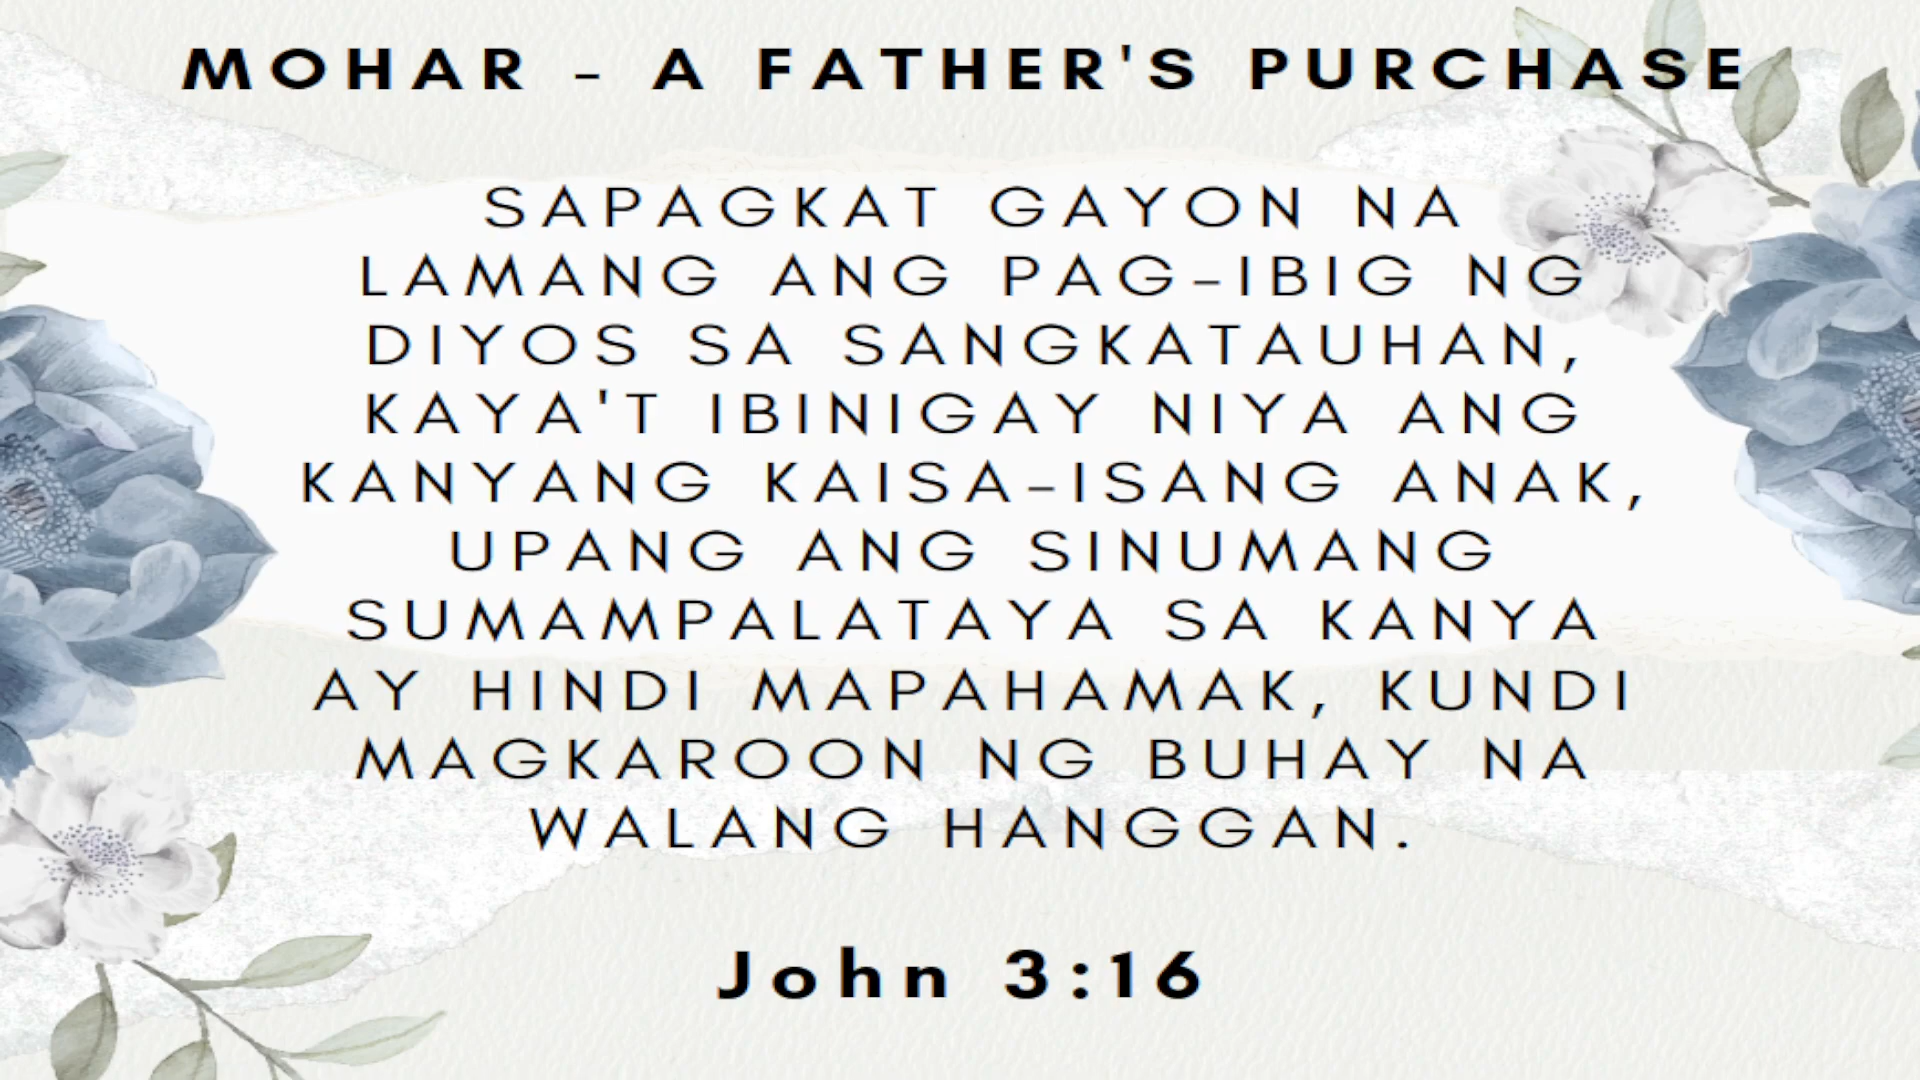 MOHAR - A FATHER'S PURCHASE
SAPAGKAT GAYON NA
LAMANG ANG PAG-IBIG NG
DIYOS SA SANGKATAUHAN,
KAYA'T IBINIGAY NIYA ANG
KANYANG KAISA-ISANG ANAK,
UPANG ANG SINUMANG
SUMAMPALATAYA SA KANYA
AY HINDI MAPAHAMAK, KUNDI
MAGKAROON NG BUHAY NA
WALANG HANGGAN.
John 3:16